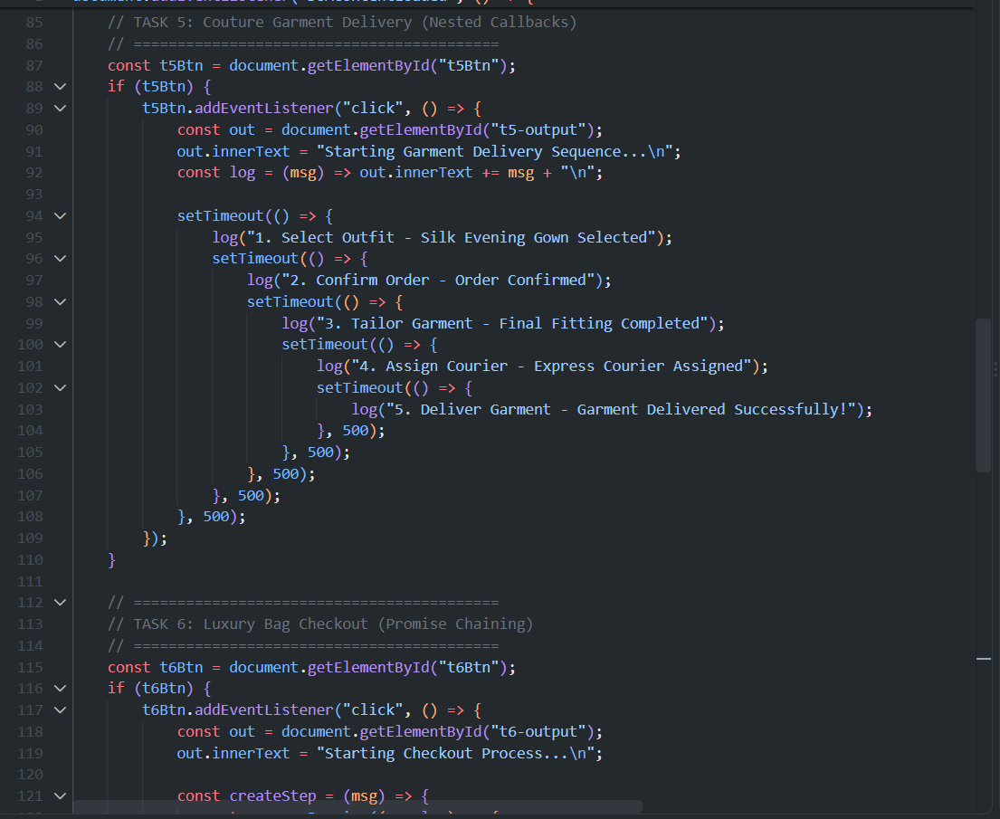 85 // TASK 5: Couture Garment Delivery (Nested Callbacks)
86 // ==========================================
87 const t5Btn = document.getElementById("t5Btn");
88 if (t5Btn) {
89 t5Btn.addEventListener("click", () => {
90 const out = document.getElementById("t5-output");
91 out.innerText = "Starting Garment Delivery Sequence...\n";
92 const log = (msg) => out.innerText += msg + "\n";
93
94 setTimeout(() => {
95 log("1. Select Outfit - Silk Evening Gown Selected");
96 setTimeout(() => {
97 log("2. Confirm Order - Order Confirmed");
98 setTimeout(() => {
99 log("3. Tailor Garment - Final Fitting Completed");
100 setTimeout(() => {
101 log("4. Assign Courier - Express Courier Assigned");
102 setTimeout(() => {
103 log("5. Deliver Garment - Garment Delivered Successfully!");
104 }, 500);
105 }, 500);
106 }, 500);
107 }, 500);
108 }, 500);
109 });
110 }
111
112 // ==========================================
113 // TASK 6: Luxury Bag Checkout (Promise Chaining)
114 // ==========================================
115 const t6Btn = document.getElementById("t6Btn");
116 if (t6Btn) {
117 t6Btn.addEventListener("click", () => {
118 const out = document.getElementById("t6-output");
119 out.innerText = "Starting Checkout Process...\n";
120
121 const createStep = (msg) => {